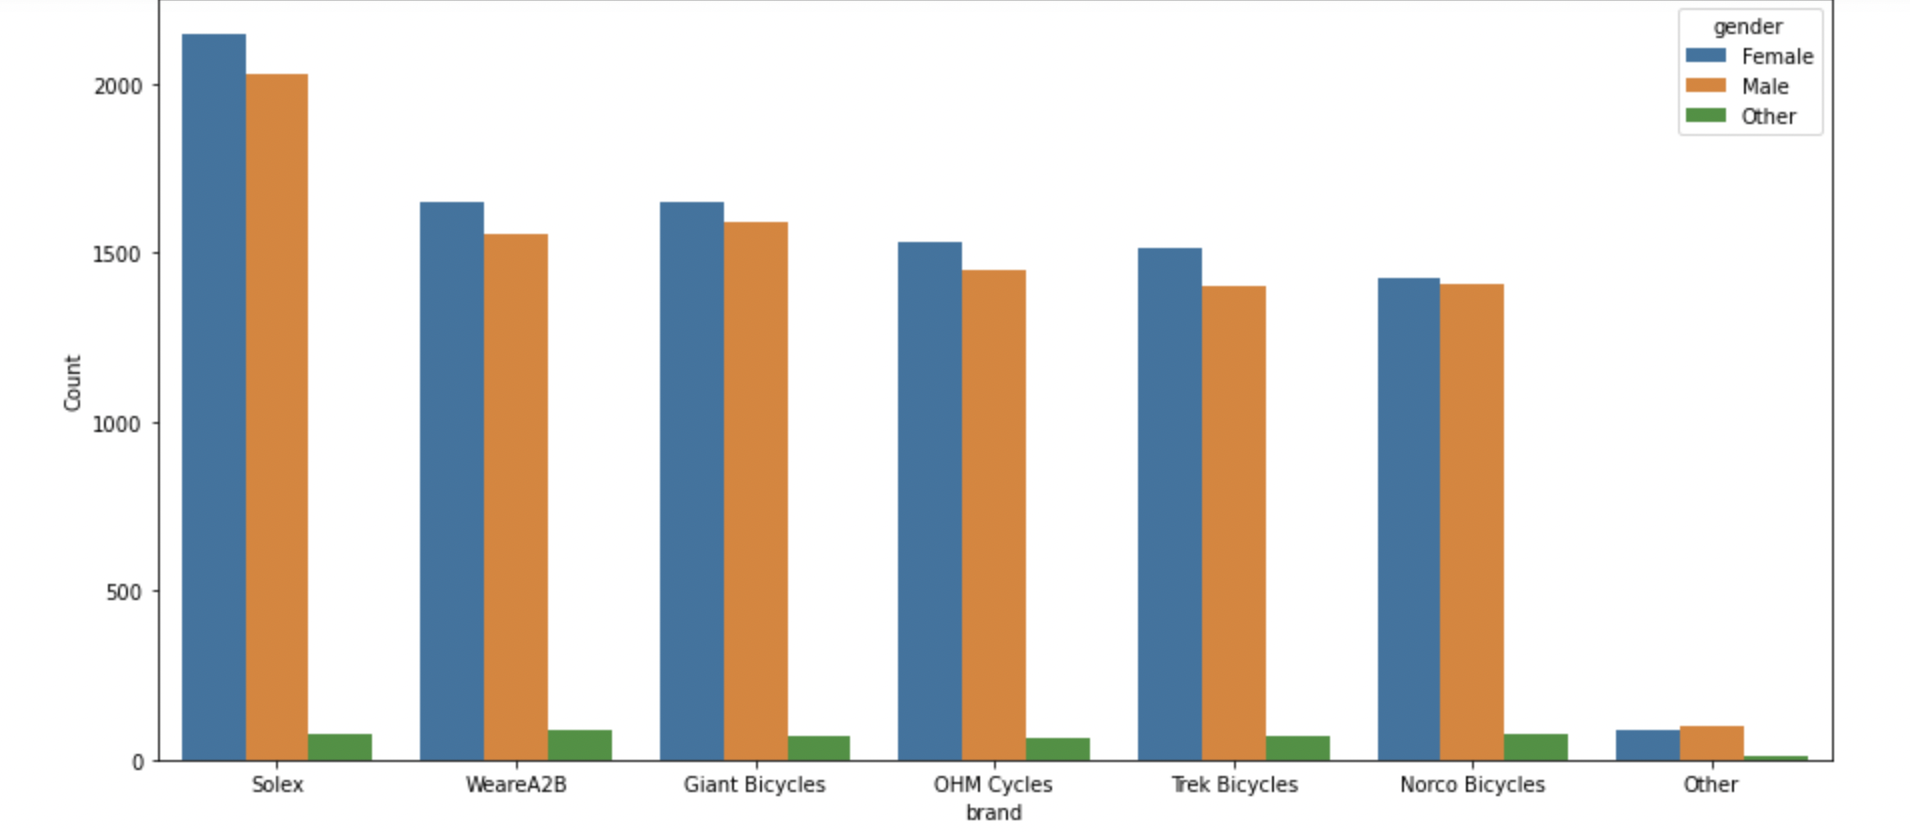 gender
Female
Male
Other
2000
1500
1000
500
0
Count
Solex
WeareA2B
Giant Bicycles
OHM Cycles
Trek Bicycles
Norco Bicycles
Other
brand